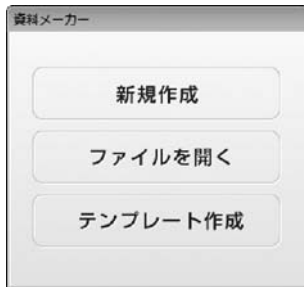 資料メーカー
新規作成
ファイルを開く
テンプレート作成